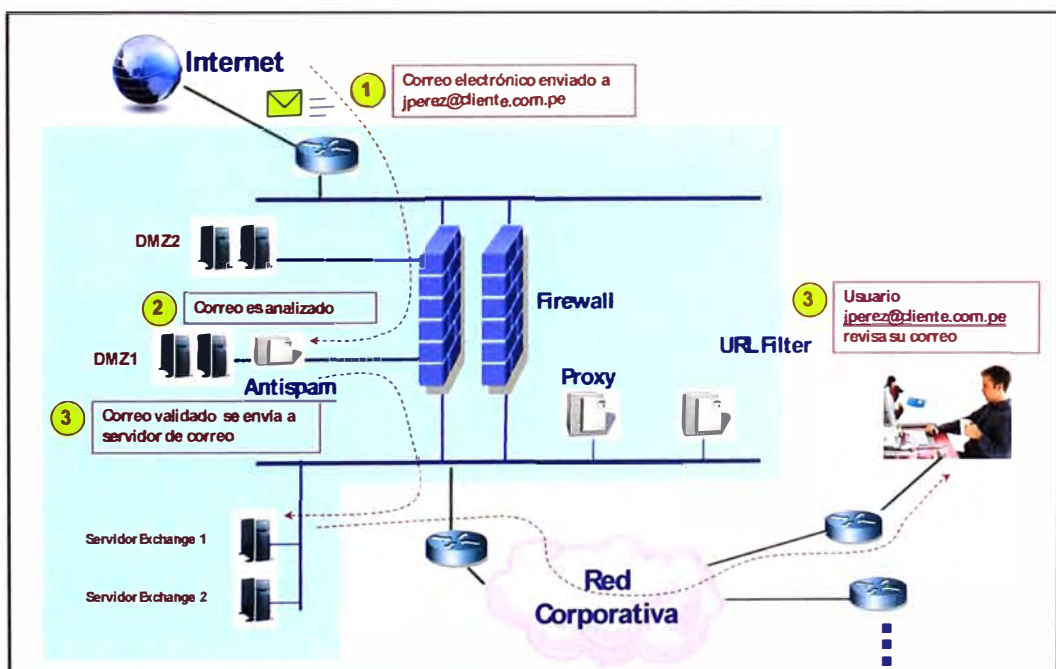 Internet
1
Correo electrónico enviado a
jperez@cliente.com.pe
DMZ2
2
Correo es analizado
Firewall
3
Usuario
jperez@cliente.com.pe
revisa su correo
DMZ1
Antispam
URL Filter
Proxy
3
Correo validado se envía a
servidor de correo
Servidor Exchange 1
Servidor Exchange 2
Red
Corporativa